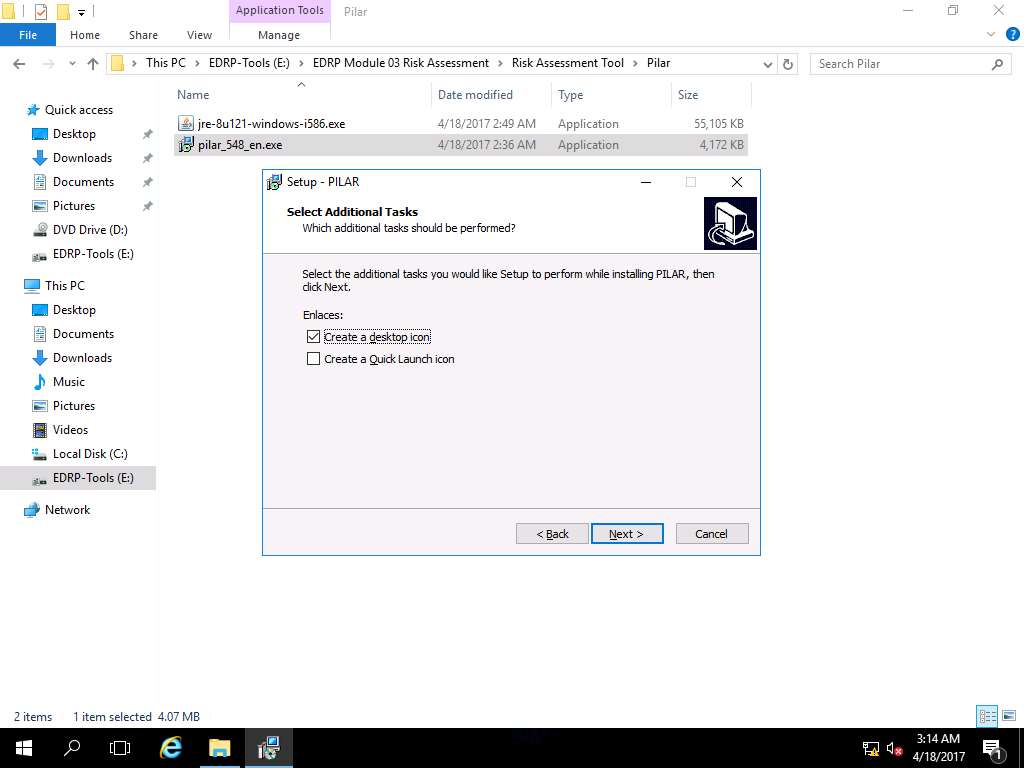 Application Tools
Pilar
File
Home
Share
View
Manage
This PC
EDRP-Tools (E:)
EDRP Module 03 Risk Assessment
Risk Assessment Tool
Pilar
Search Pilar
Name
Date modified
Type
Size
jre-8u121-windows-i586.exe
4/18/2017 2:49 AM
Application
55,105 KB
pilar_548_en.exe
4/18/2017 2:36 AM
Application
4,172 KB
Quick access
Desktop
Downloads
Documents
Pictures
DVD Drive (D:)
EDRP-Tools (E:)
This PC
Desktop
Documents
Downloads
Music
Pictures
Videos
Local Disk (C:)
EDRP-Tools (E:)
Network
Setup - PILAR
Select Additional Tasks
Which additional tasks should be performed?
Select the additional tasks you would like Setup to perform while installing PILAR, then
click Next.
Enlaces:
Create a desktop icon
Create a Quick Launch icon
< Back
Next >
Cancel
2 items
1 item selected 4.07 MB
3:14 AM
4/18/2017
1